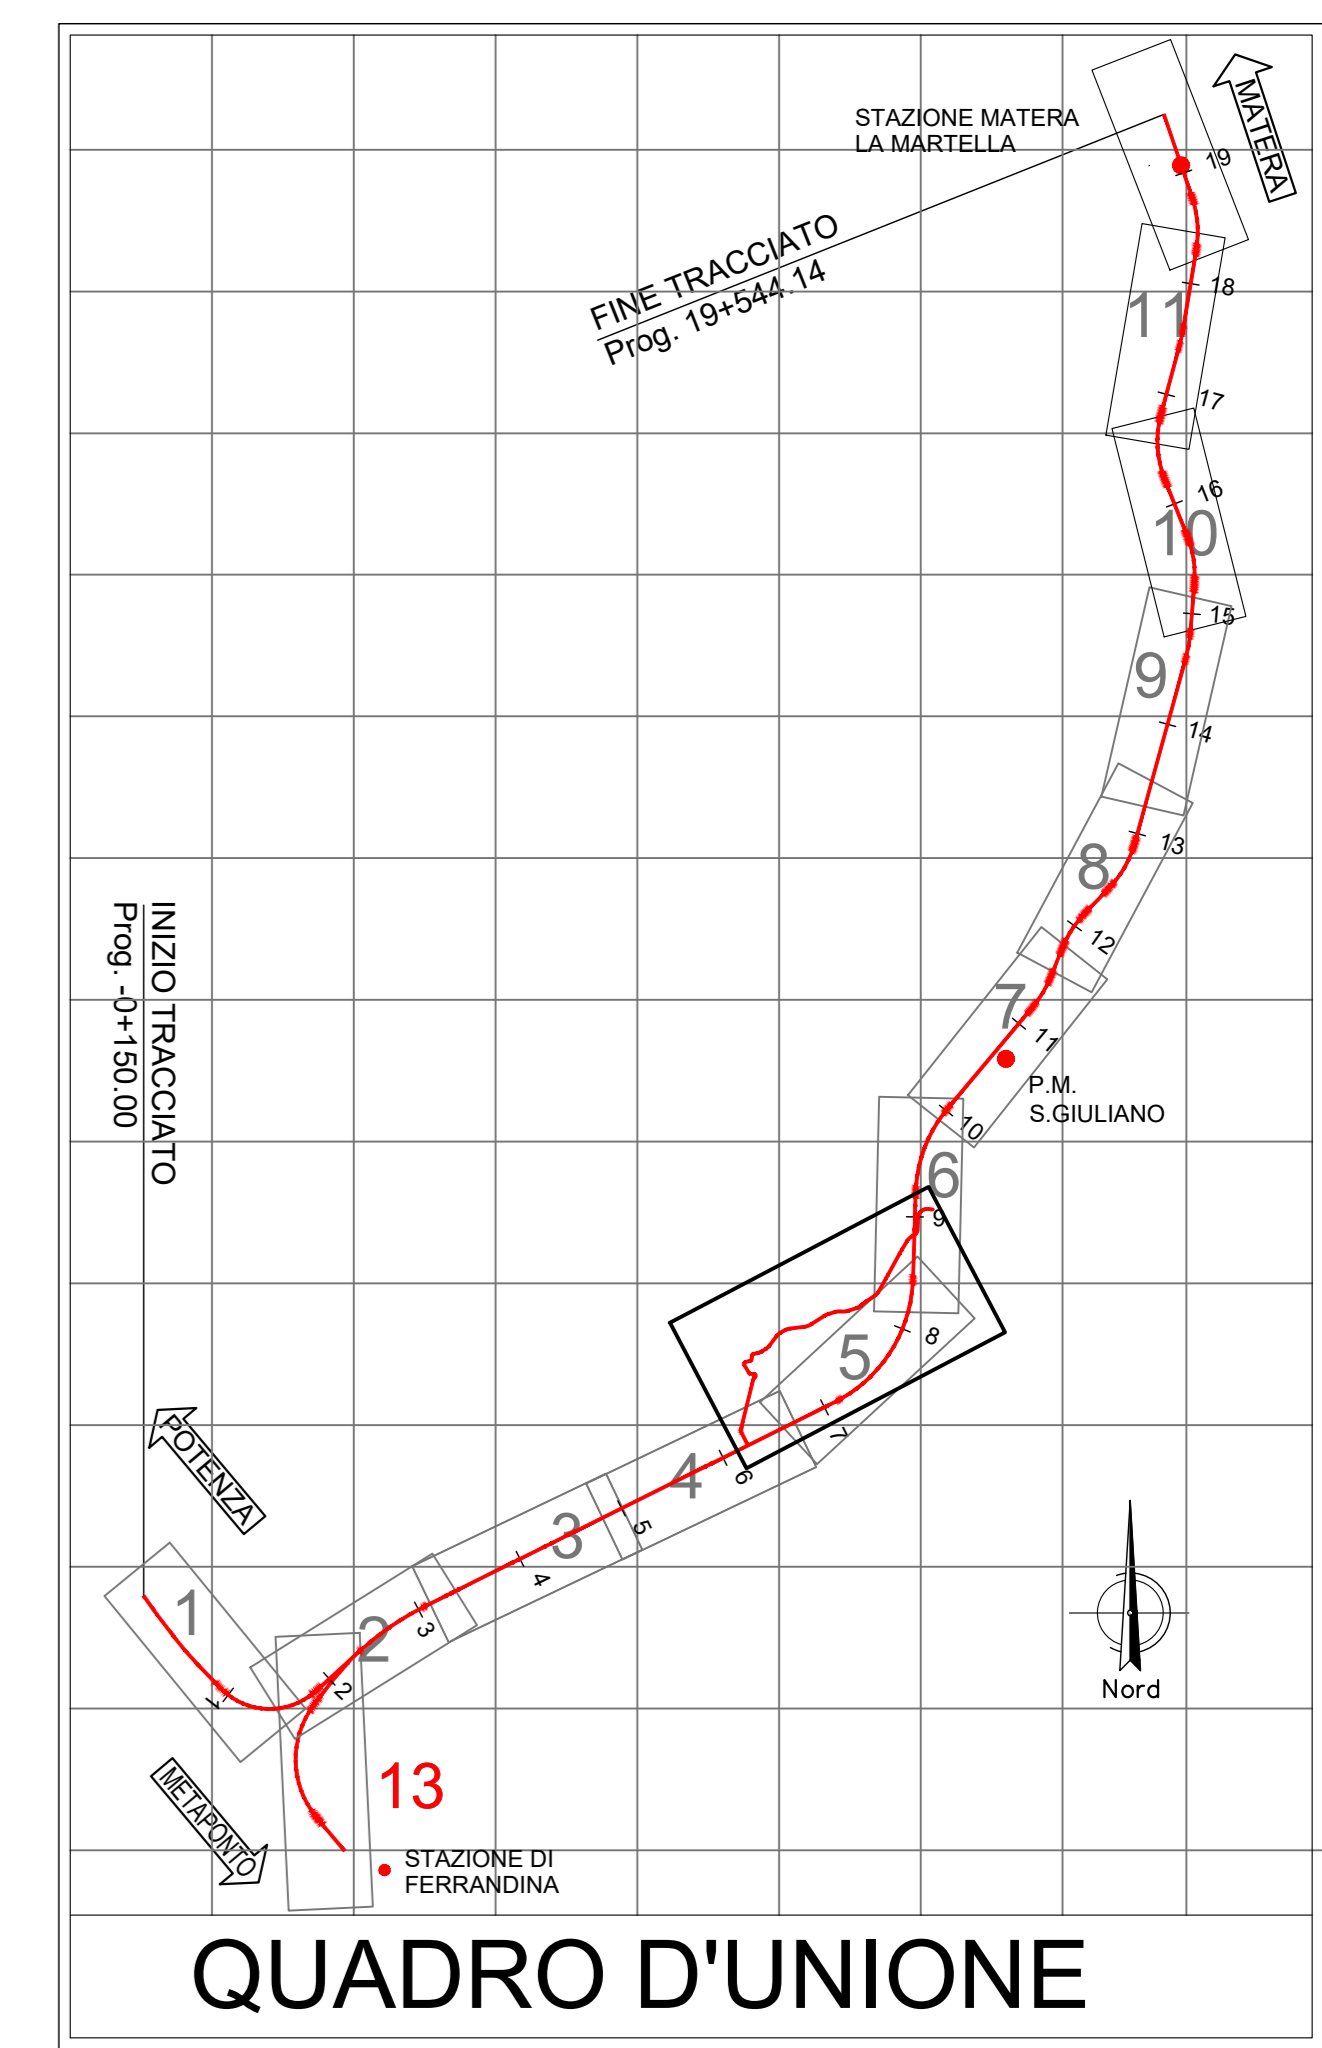 MATERA
STAZIONE MATERA
LA MARTELLA
19
FINE TRACCIATO
Prog. 19+544.14
18
11
17
16
10
15
9
14
13
8
12
INIZIO TRACCIATO
Prog. -0+150.00
7
11
P.M.
S.GIULIANO
10
6
9
8
5
7
POTENZA
4
6
3
5
4
1
2
3
2
1
Nord
METAPONTO
13
STAZIONE DI
FERRANDINA
QUADRO D'UNIONE